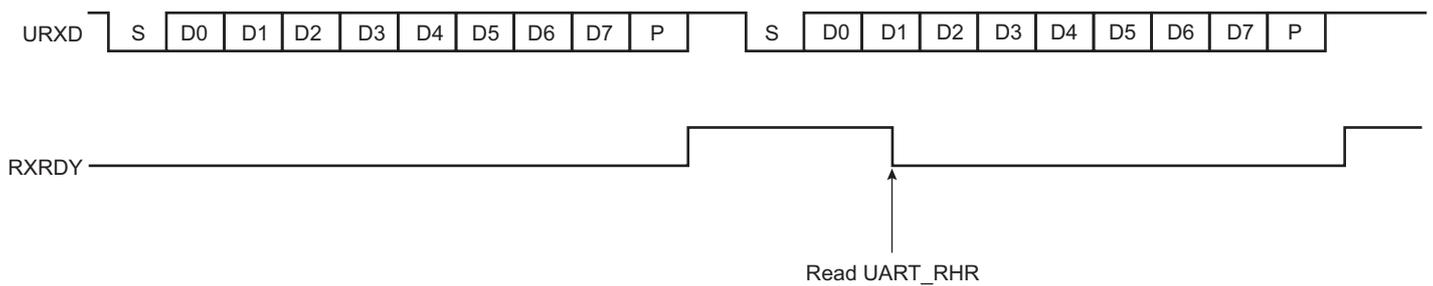 URXD S D0 D1 D2 D3 D4 D5 D6 D7 P S D0 D1 D2 D3 D4 D5 D6 D7 P
RXRDY
Read UART_RHR